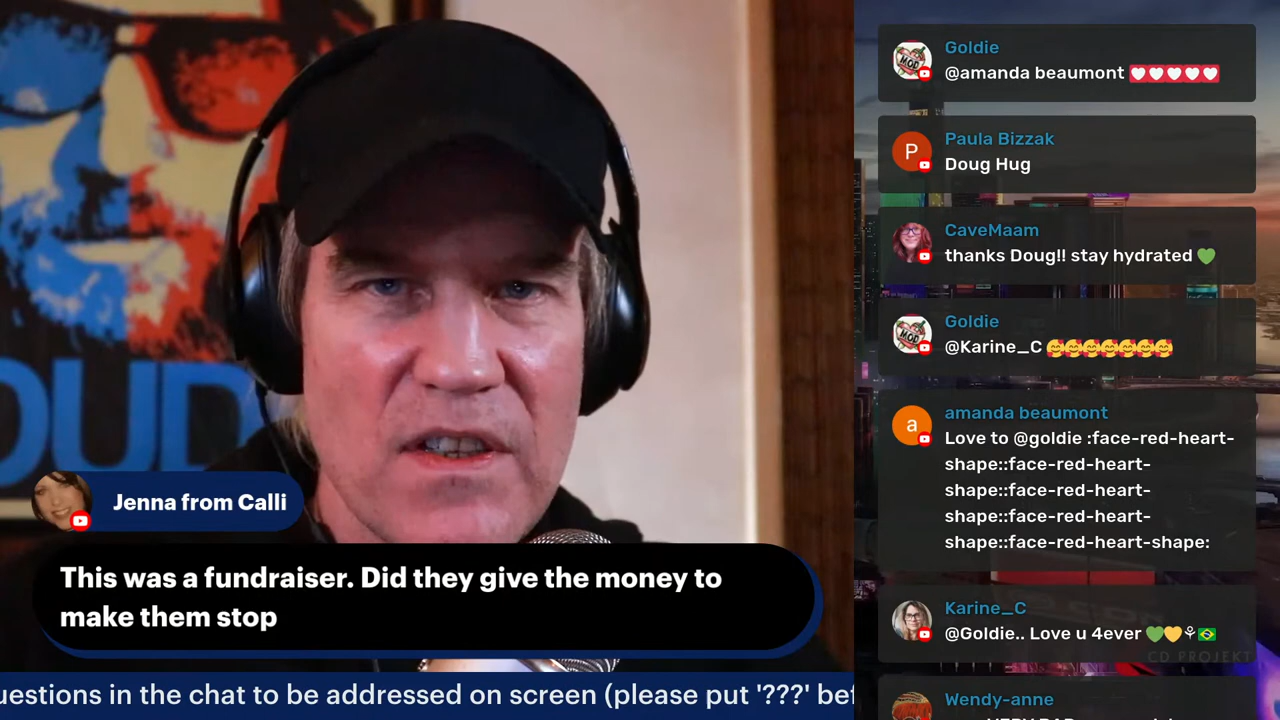 OUD
Jenna from Calli
This was a fundraiser. Did they give the money to
make them stop
uestions in the chat to be addressed on screen (please put '???' bef
Goldie
@amanda beaumont
P
Paula Bizzak
Doug Hug
CaveMaam
thanks Doug!! stay hydrated 💚
Goldie
@Karine_C 🥰🥰🥰🥰🥰🥰🥰
a
amanda beaumont
Love to @goldie :face-red-heart-
shape::face-red-heart-
shape::face-red-heart-
shape::face-red-heart-
shape::face-red-heart-shape:
Karine_C
@Goldie.. Love u 4ever 💚💛⚘🇧🇷
CD PROJEKT
Wendy-anne